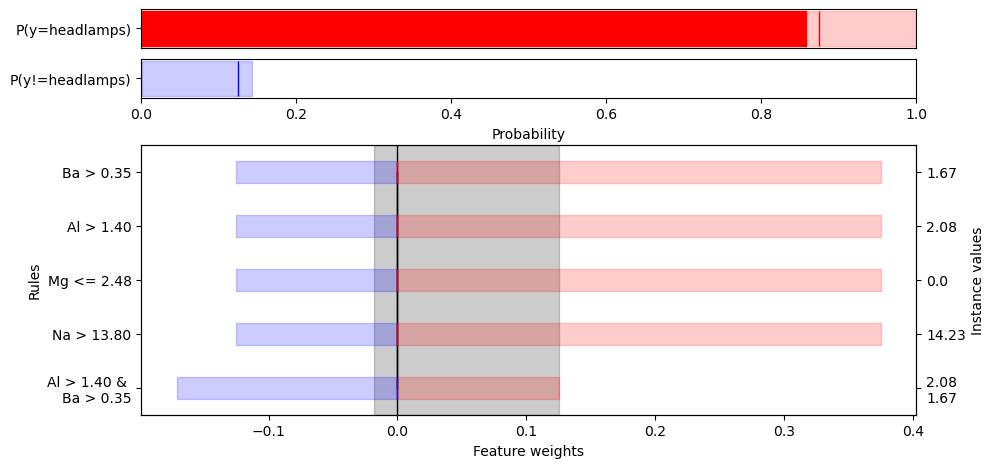 P(y=headlamps)
P(y!=headlamps)
0.0 0.2 0.4 0.6 0.8 1.0
Probability
Ba > 0.35 1.67
Al > 1.40 2.08
Mg <= 2.48 0.0
Na > 13.80 14.23
Al > 1.40 & 2.08
Ba > 0.35 1.67
Rules
Instance values
−0.1 0.0 0.1 0.2 0.3 0.4
Feature weights